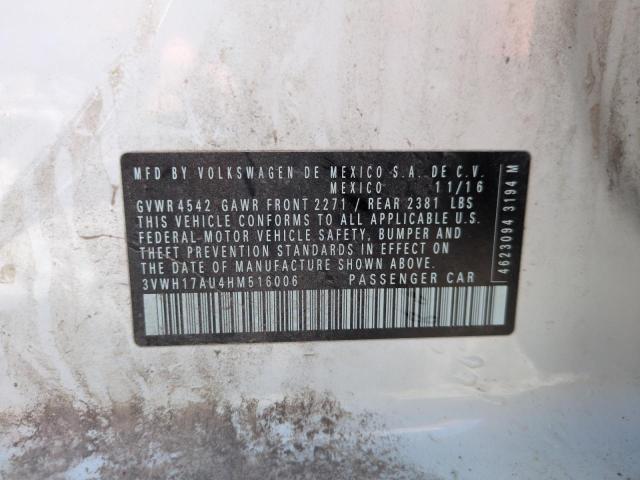 MFD BY VOLKSWAGEN DE MEXICO S.A. DE C.V.
MEXICO 11/16
GVWR 4542 GAWR FRONT 2271 / REAR 2381 LBS
THIS VEHICLE CONFORMS TO ALL APPLICABLE U.S.
FEDERAL MOTOR VEHICLE SAFETY, BUMPER AND
THEFT PREVENTION STANDARDS IN EFFECT ON
THE DATE OF MANUFACTURE SHOWN ABOVE
3VWH17AU4HM516006 PASSENGER CAR
4623094 3194 M